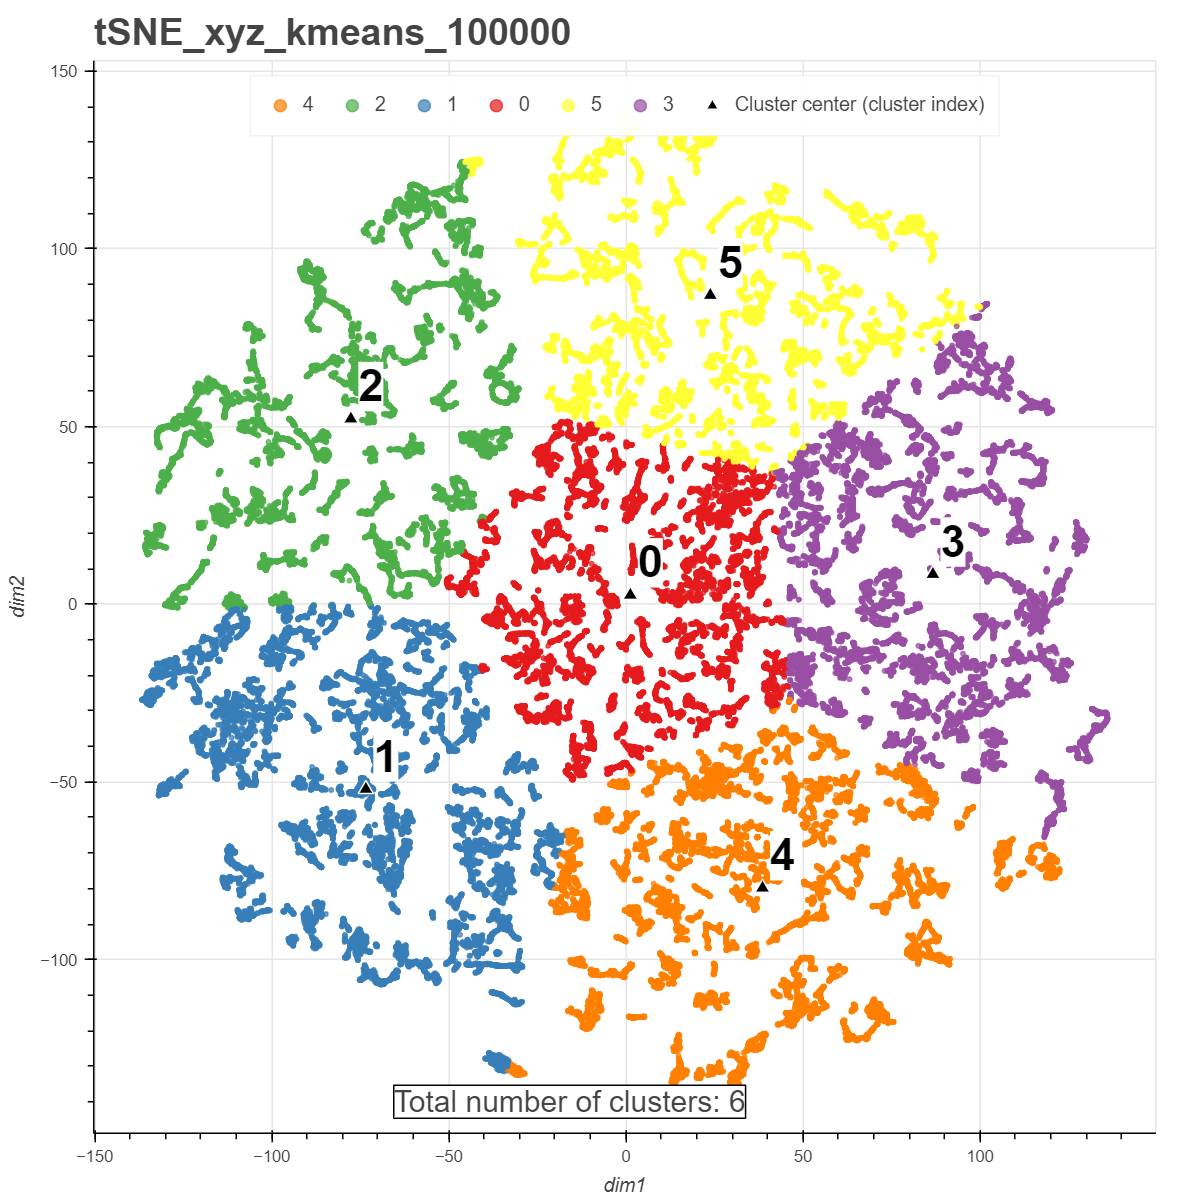 tSNE_xyz_kmeans_100000
4 2 1 0 5 3 Cluster center (cluster index)
150
100
50
0
−50
−100
dim2
5
2
0
3
1
4
Total number of clusters: 6
−150 −100 −50 0 50 100
dim1